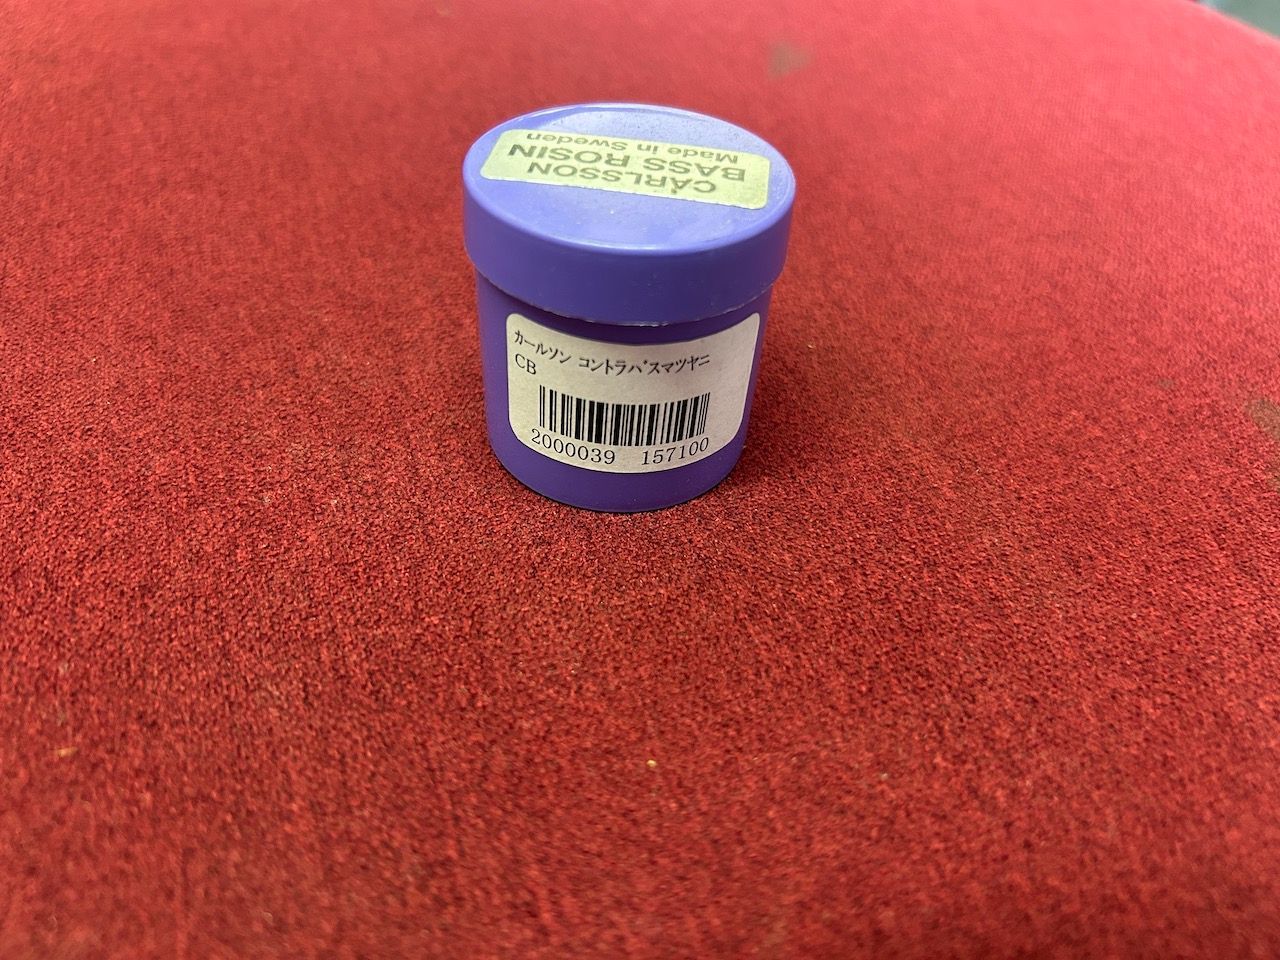 CARLSSON
BASS ROSIN
Made in Sweden
カールソン コントラバスマツヤニ
CB
2000039 157100